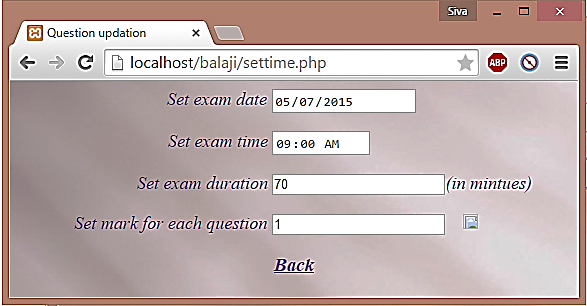 Siva
Question updation
localhost/balaji/settime.php
ABP
Set exam date 05/07/2015
Set exam time 09:00 AM
Set exam duration 70 (in mintues)
Set mark for each question 1
Back